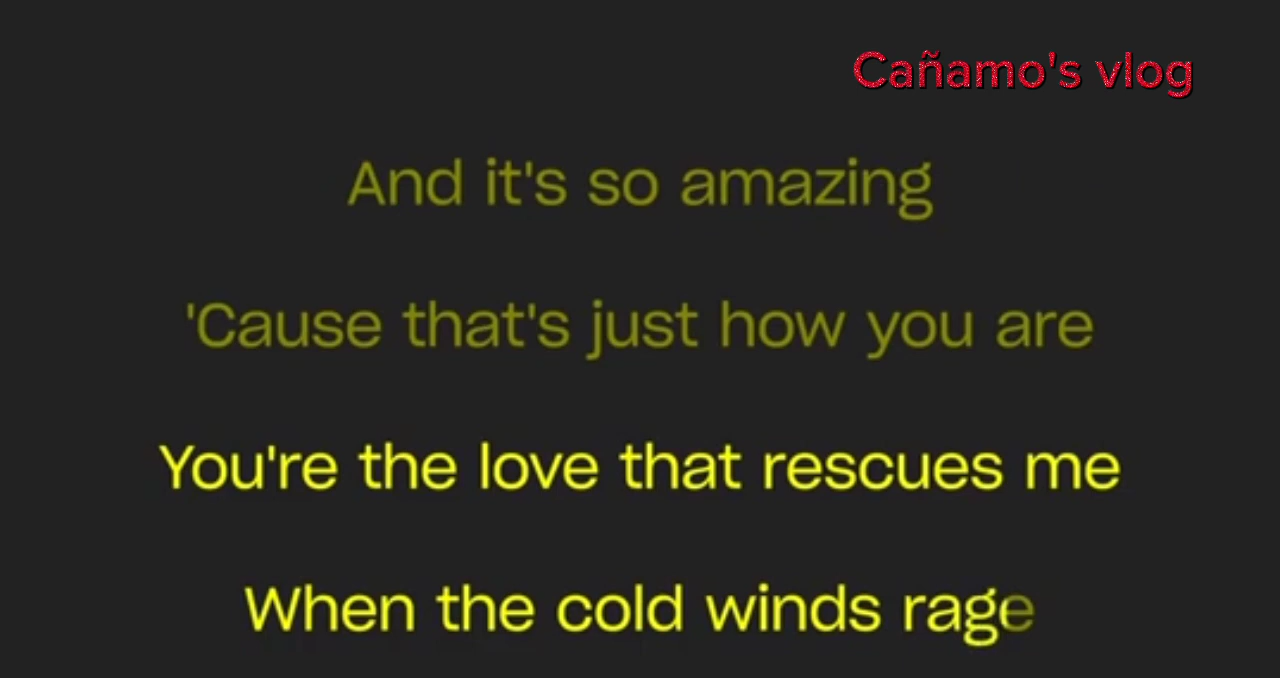 Cañamo's vlog
And it's so amazing
'Cause that's just how you are
You're the love that rescues me
When the cold winds rage